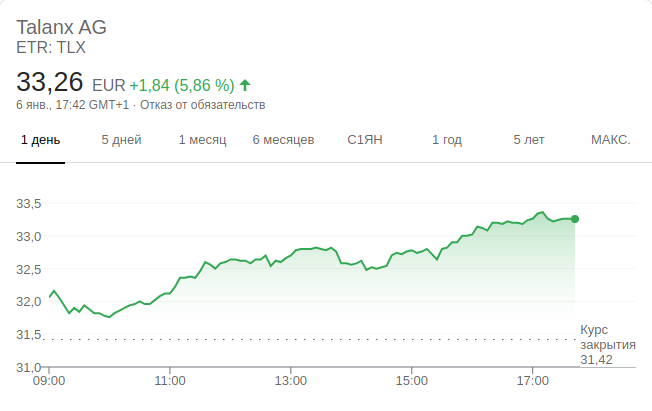 Talanx AG
ETR: TLX
33,26 EUR +1,84 (5,86 %) ↑
6 янв., 17:42 GMT+1 · Отказ от обязательств
1 день 5 дней 1 месяц 6 месяцев С1ЯН 1 год 5 лет МАКС.
33,5
33,0
32,5
32,0
31,5
31,0
Курс
закрытия
31,42
09:00 11:00 13:00 15:00 17:00